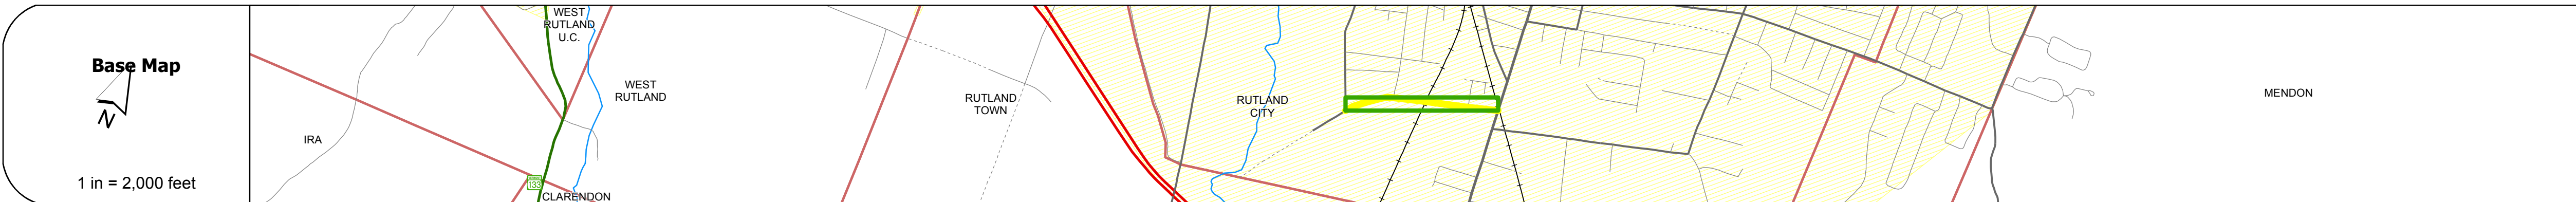 Base Map
N
1 in = 2,000 feet
WEST
RUTLAND
U.C.
WEST
RUTLAND
IRA
133
CLARENDON
RUTLAND
TOWN
RUTLAND
CITY
MENDON